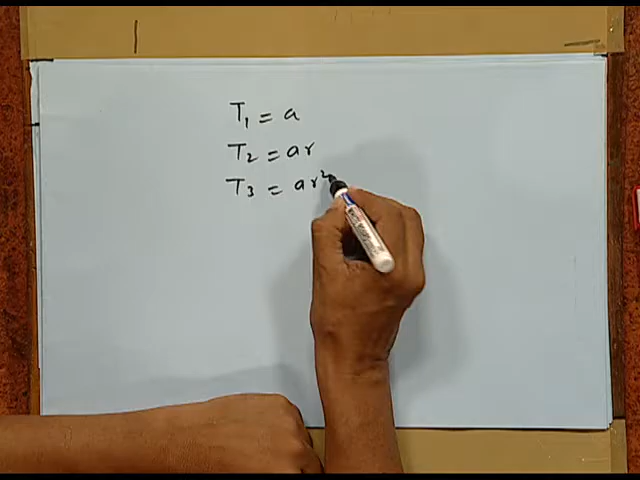 T₁ = a
T₂ = ar
T₃ = ar²